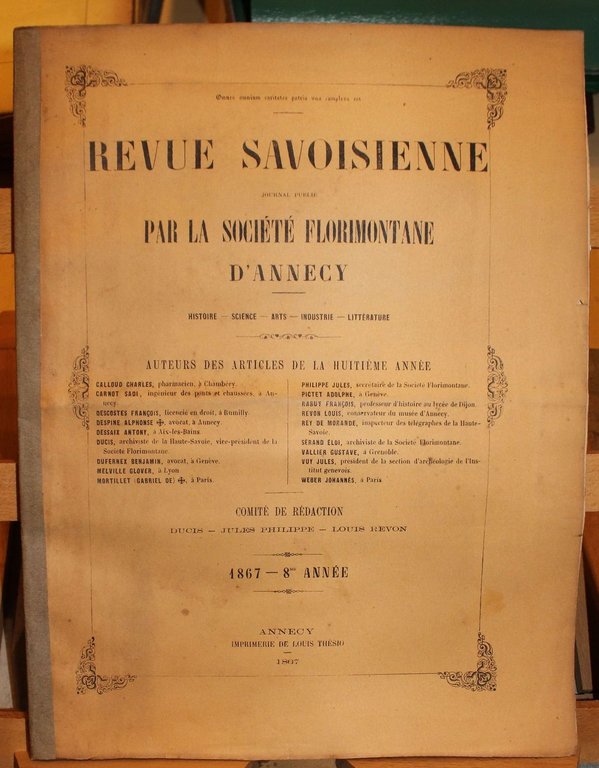 Omnes omnium caritates patria una complexa est
REVUE SAVOISIENNE
JOURNAL PUBLIÉ
PAR LA SOCIÉTÉ FLORIMONTANE
D'ANNECY
HISTOIRE — SCIENCE — ARTS — INDUSTRIE — LITTÉRATURE
AUTEURS DES ARTICLES DE LA HUITIÈME ANNÉE
CALLOUD CHARLES, pharmacien, à Chambéry.
CARNOT SADI, ingénieur des ponts et chaussées, à An-
necy.
DESCOSTES FRANÇOIS, licencié en droit, à Rumilly.
DESPINE ALPHONSE ✠, avocat, à Annecy
DESSAIX ANTONY, à Aix-les-Bains.
DUCIS, archiviste de la Haute-Savoie, vice-président de la
Société Florimontane
DUFERNEX BENJAMIN, avocat, à Genève.
MELVILLE GLOVER, à Lyon
MORTILLET (GABRIEL DE) ✠, à Paris.
PHILIPPE JULES, secrétaire de la Société Florimontane.
PICTET ADOLPHE, à Genève.
RABUT FRANÇOIS, professeur d'histoire au lycée de Dijon.
REVON LOUIS, conservateur du musée d'Annecy.
REY DE MORANDE, inspecteur des télégraphes de la Haute-
Savoie.
SERAND ÉLOI, archiviste de la Société Florimontane.
VALLIER GUSTAVE, à Grenoble.
VUY JULES, président de la section d'archéologie de l'Ins-
titut genevois.
WEBER JOHANNÈS, à Paris
COMITÉ DE RÉDACTION
DUCIS — JULES PHILIPPE — LOUIS REVON
1867 — 8me ANNÉE
ANNECY
IMPRIMERIE DE LOUIS THÉSIO
1867